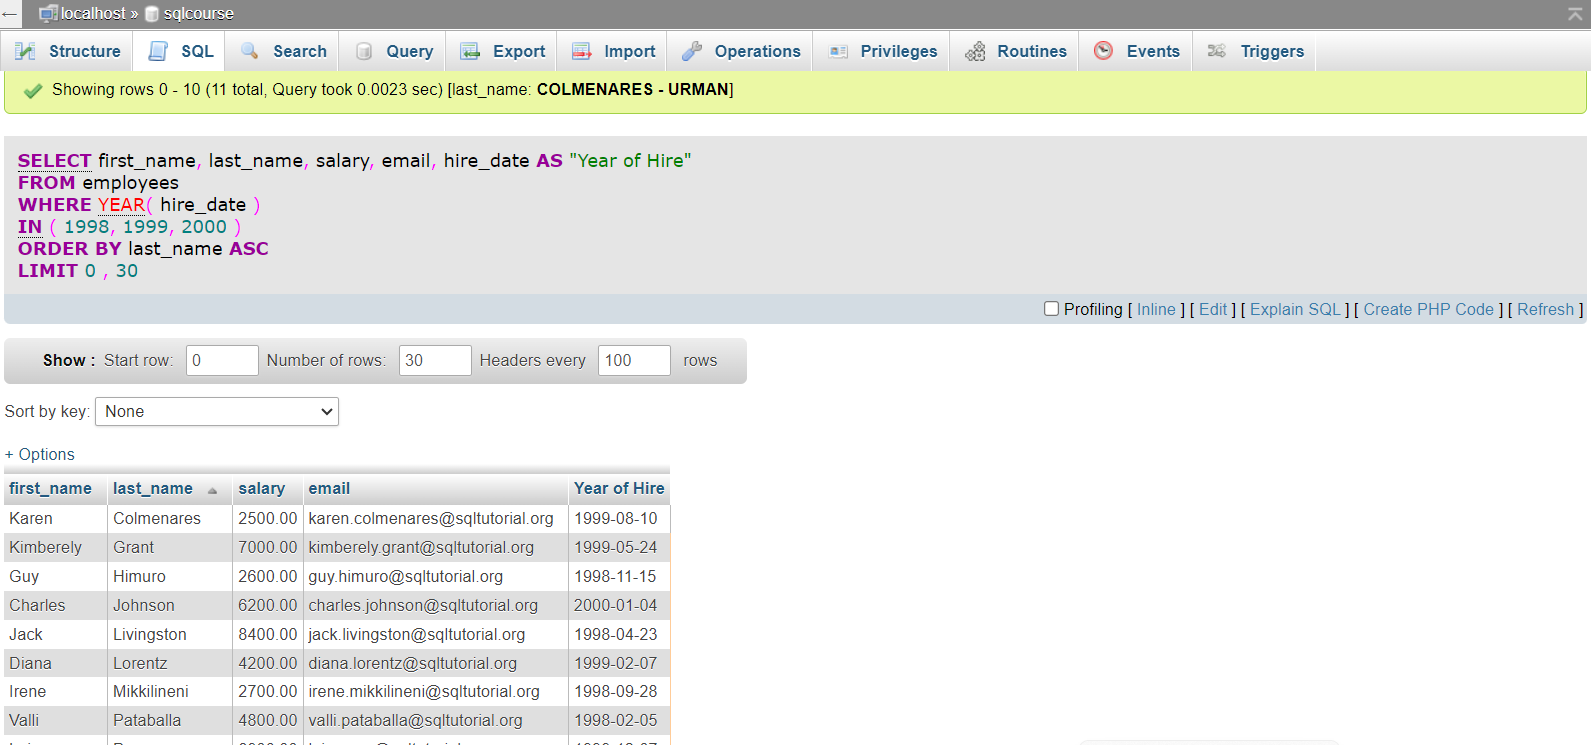 localhost » sqlcourse
Structure SQL Search Query Export Import Operations Privileges Routines Events Triggers
Showing rows 0 - 10 (11 total, Query took 0.0023 sec) [last_name: COLMENARES - URMAN]
SELECT first_name, last_name, salary, email, hire_date AS "Year of Hire"
FROM employees
WHERE YEAR( hire_date )
IN ( 1998, 1999, 2000 )
ORDER BY last_name ASC
LIMIT 0 , 30
Profiling [ Inline ] [ Edit ] [ Explain SQL ] [ Create PHP Code ] [ Refresh ]
Show : Start row: 0 Number of rows: 30 Headers every 100 rows
Sort by key: None
+ Options
first_name last_name salary email Year of Hire
Karen Colmenares 2500.00 karen.colmenares@sqltutorial.org 1999-08-10
Kimberely Grant 7000.00 kimberely.grant@sqltutorial.org 1999-05-24
Guy Himuro 2600.00 guy.himuro@sqltutorial.org 1998-11-15
Charles Johnson 6200.00 charles.johnson@sqltutorial.org 2000-01-04
Jack Livingston 8400.00 jack.livingston@sqltutorial.org 1998-04-23
Diana Lorentz 4200.00 diana.lorentz@sqltutorial.org 1999-02-07
Irene Mikkilineni 2700.00 irene.mikkilineni@sqltutorial.org 1998-09-28
Valli Pataballa 4800.00 valli.pataballa@sqltutorial.org 1998-02-05